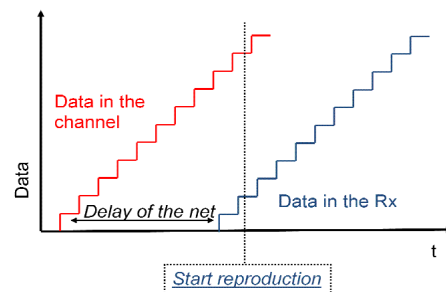 Data in the
channel
Data
Delay of the net
Data in the Rx
t
Start reproduction